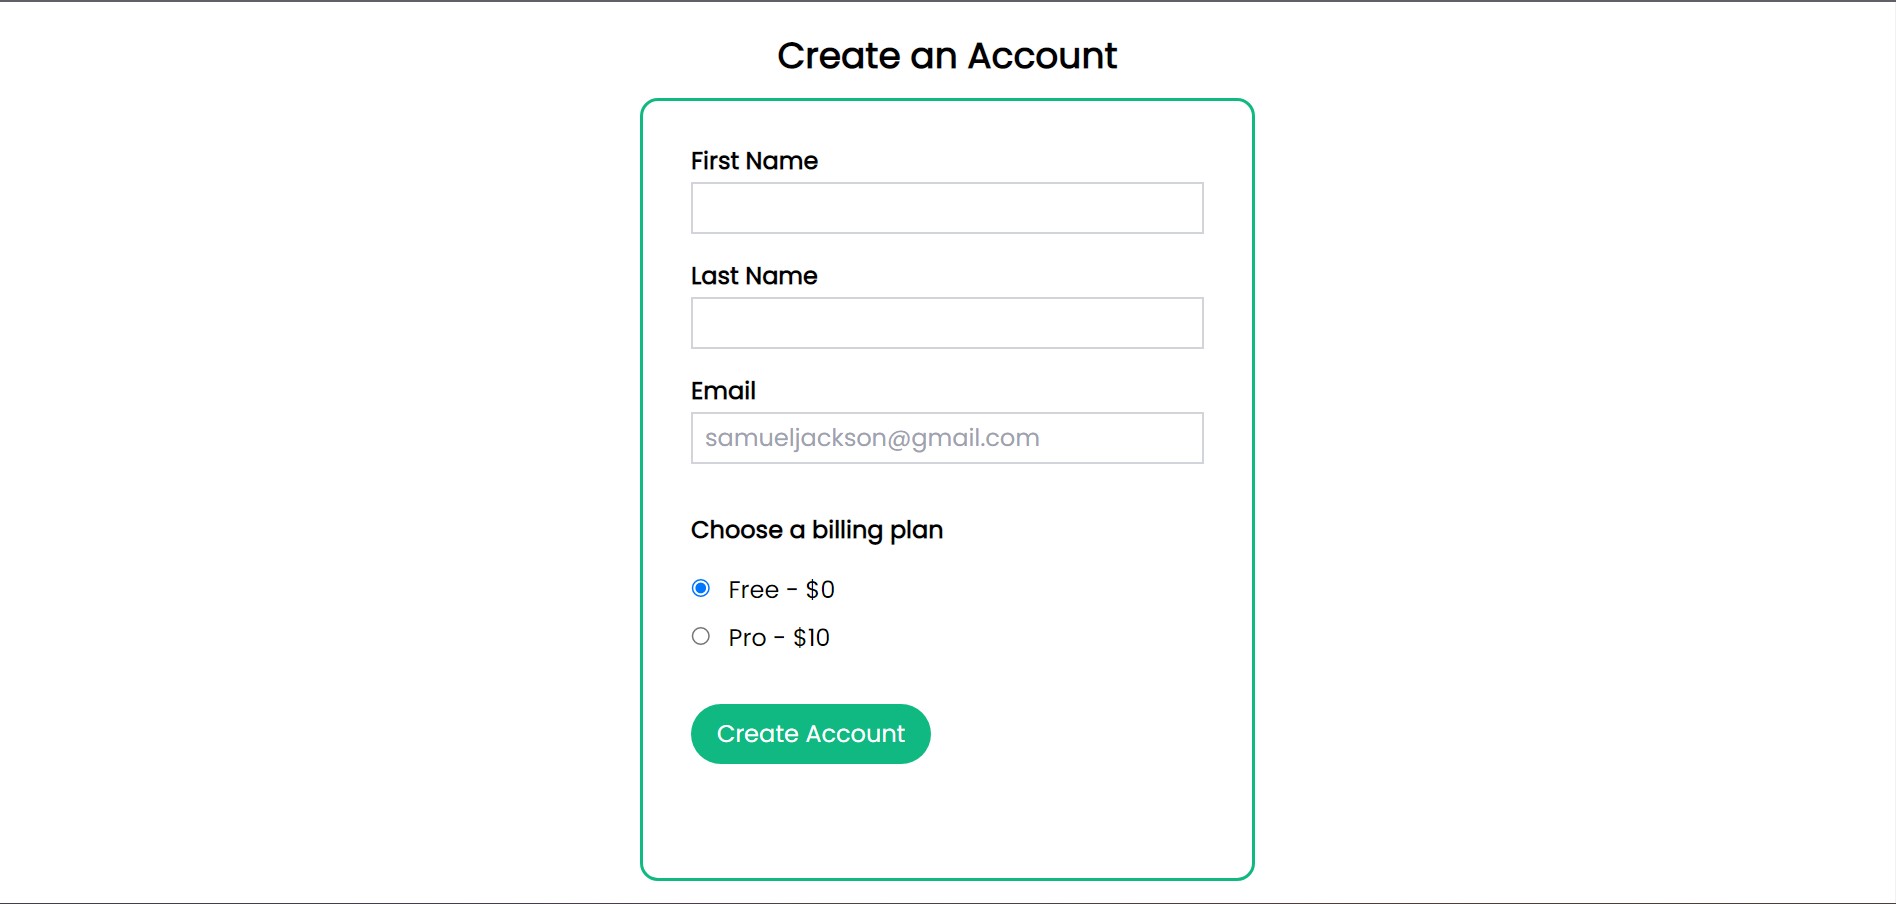 Create an Account
First Name
Last Name
Email
samueljackson@gmail.com
Choose a billing plan
Free - $0
Pro - $10
Create Account